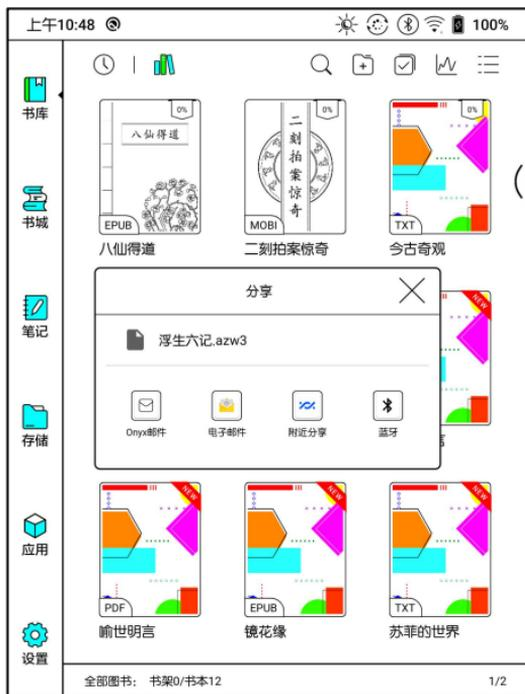 上午10:48
100%
书库
书城
笔记
存储
应用
设置
0%
八仙得道
EPUB
八仙得道
0%
二刻拍案惊奇
MOBI
二刻拍案惊奇
0%
TXT
今古奇观
分享
浮生六记.azw3
Onyx邮件
电子邮件
附近分享
蓝牙
NEW
NEW
PDF
喻世明言
NEW
EPUB
镜花缘
NEW
TXT
苏菲的世界
全部图书: 书架0/书本12
1/2